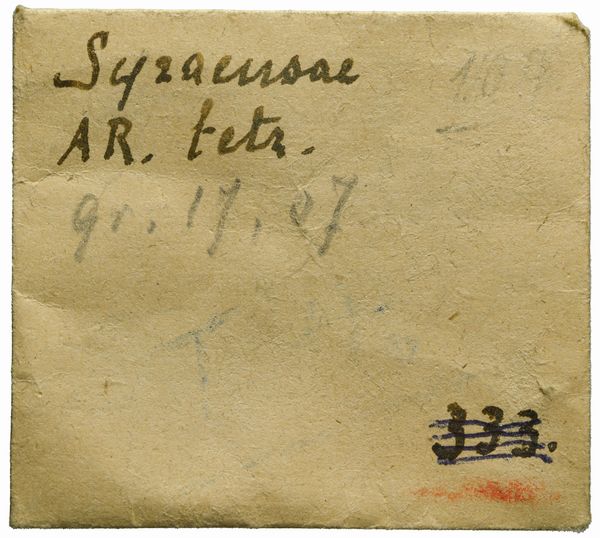 Syracusae
AR. tetr.
gr. 17,07
333.